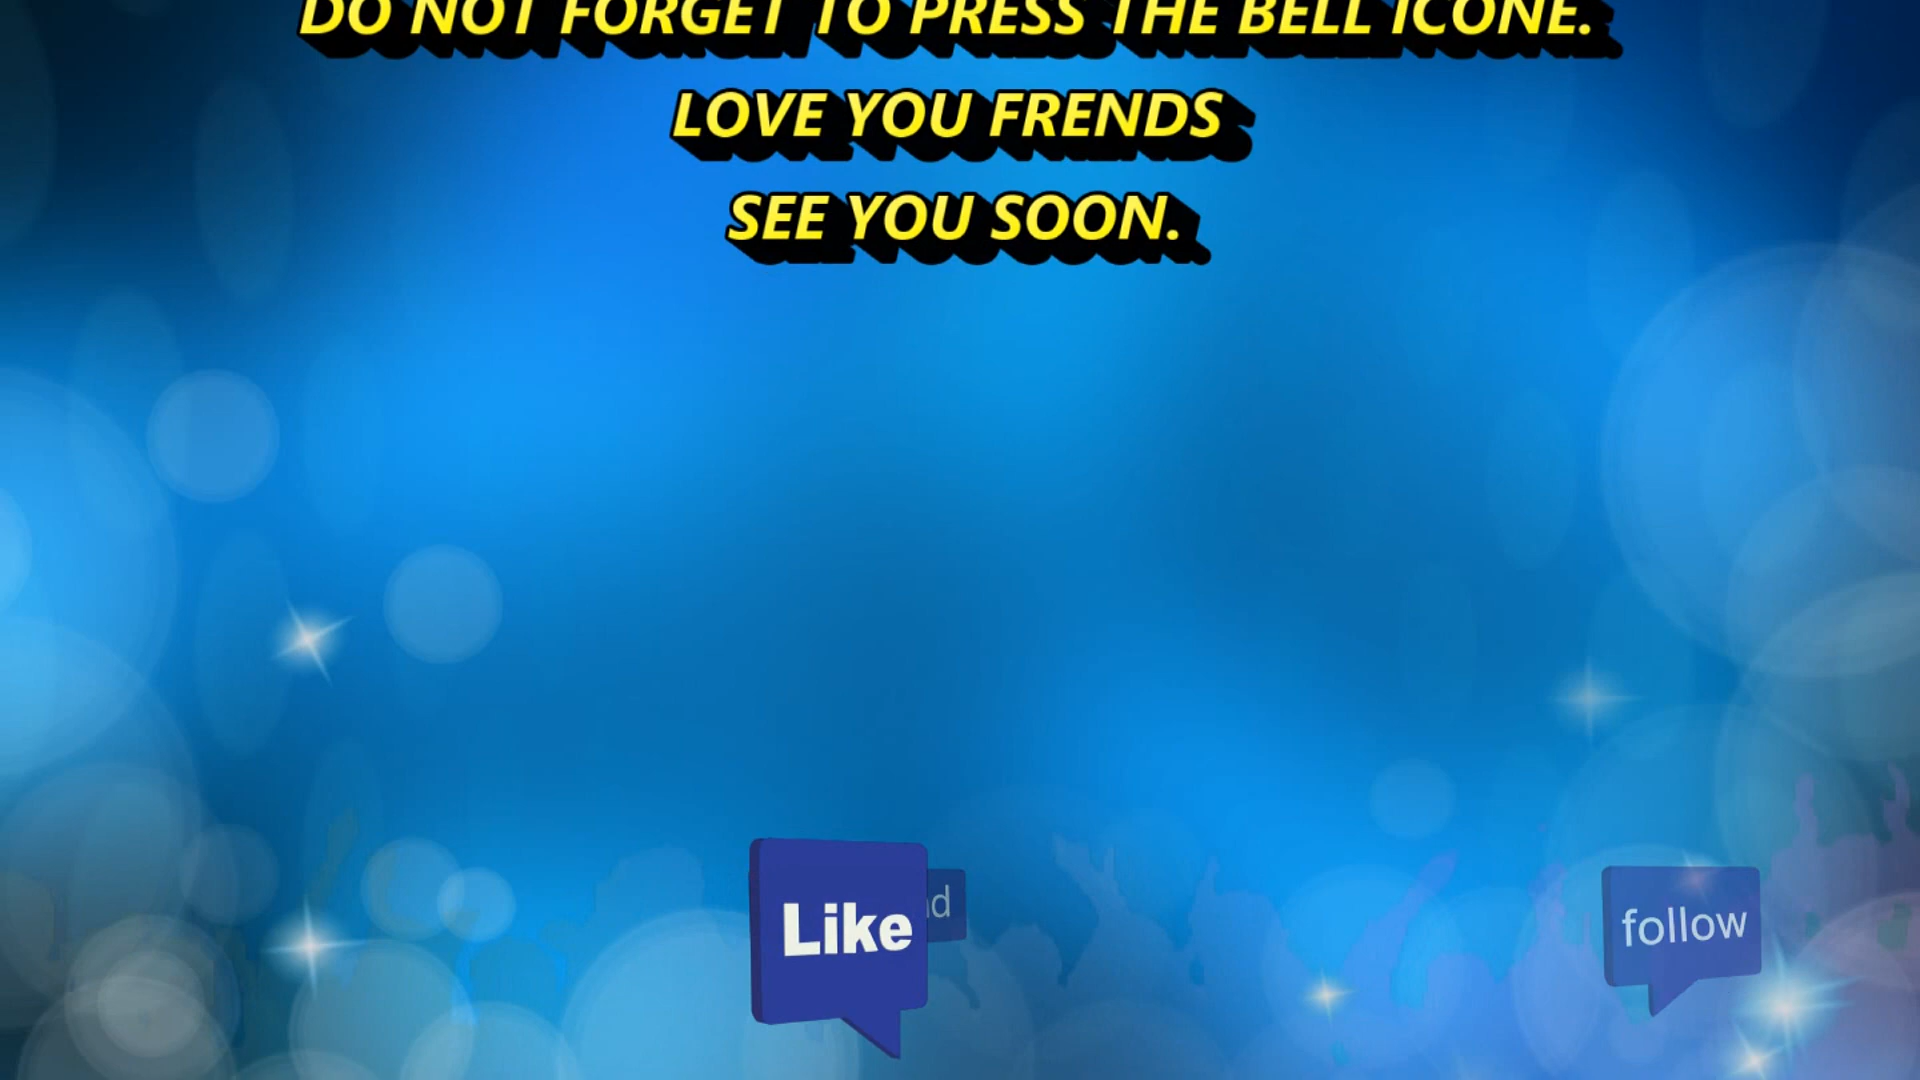 DO NOT FORGET TO PRESS THE BELL ICONE.
LOVE YOU FRENDS
SEE YOU SOON.
Like
follow